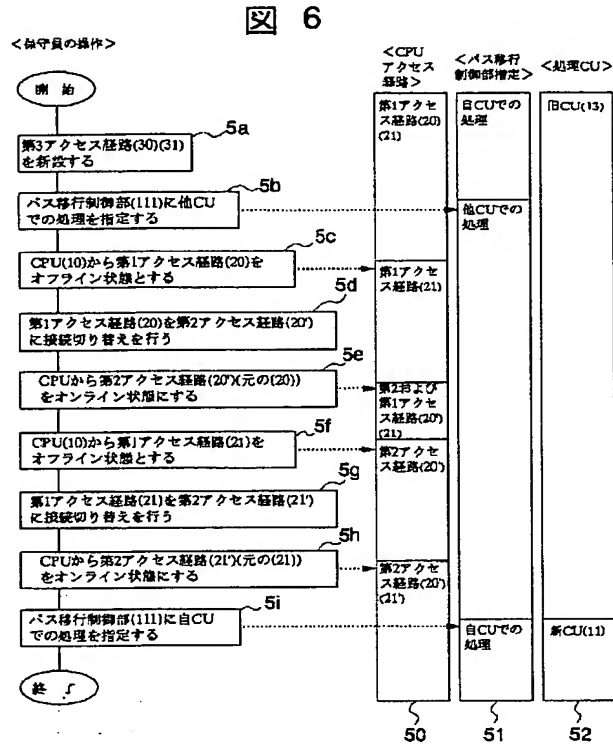 図 6
<保守員の操作>
<CPU
アクセス
経路>
<パス移行
制御部指定>
<処理CU>
開 始
5a
第3アクセス経路(30)(31)
を新設する
5b
パス移行制御部(111)に他CU
での処理を指定する
5c
CPU(10)から第1アクセス経路(20)を
オフライン状態とする
5d
第1アクセス経路(20)を第2アクセス経路(20')
に接続切り替えを行う
5e
CPUから第2アクセス経路(20')(元の(20))
をオンライン状態にする
5f
CPU(10)から第1アクセス経路(21)を
オフライン状態とする
5g
第1アクセス経路(21)を第2アクセス経路(21')
に接続切り替えを行う
5h
CPUから第2アクセス経路(21')(元の(21))
をオンライン状態にする
5i
パス移行制御部(111)に自CU
での処理を指定する
終
第1アクセ
ス経路(20)
(21)
第1アクセ
ス経路(21)
第2および
第1アクセ
ス経路(20')
(21)
第2アクセ
ス経路(20')
第2アクセ
ス経路(20')
(21')
自CUでの
処理
他CUでの
処理
自CUでの
処理
旧CU(13)
新CU(11)
50
51
52